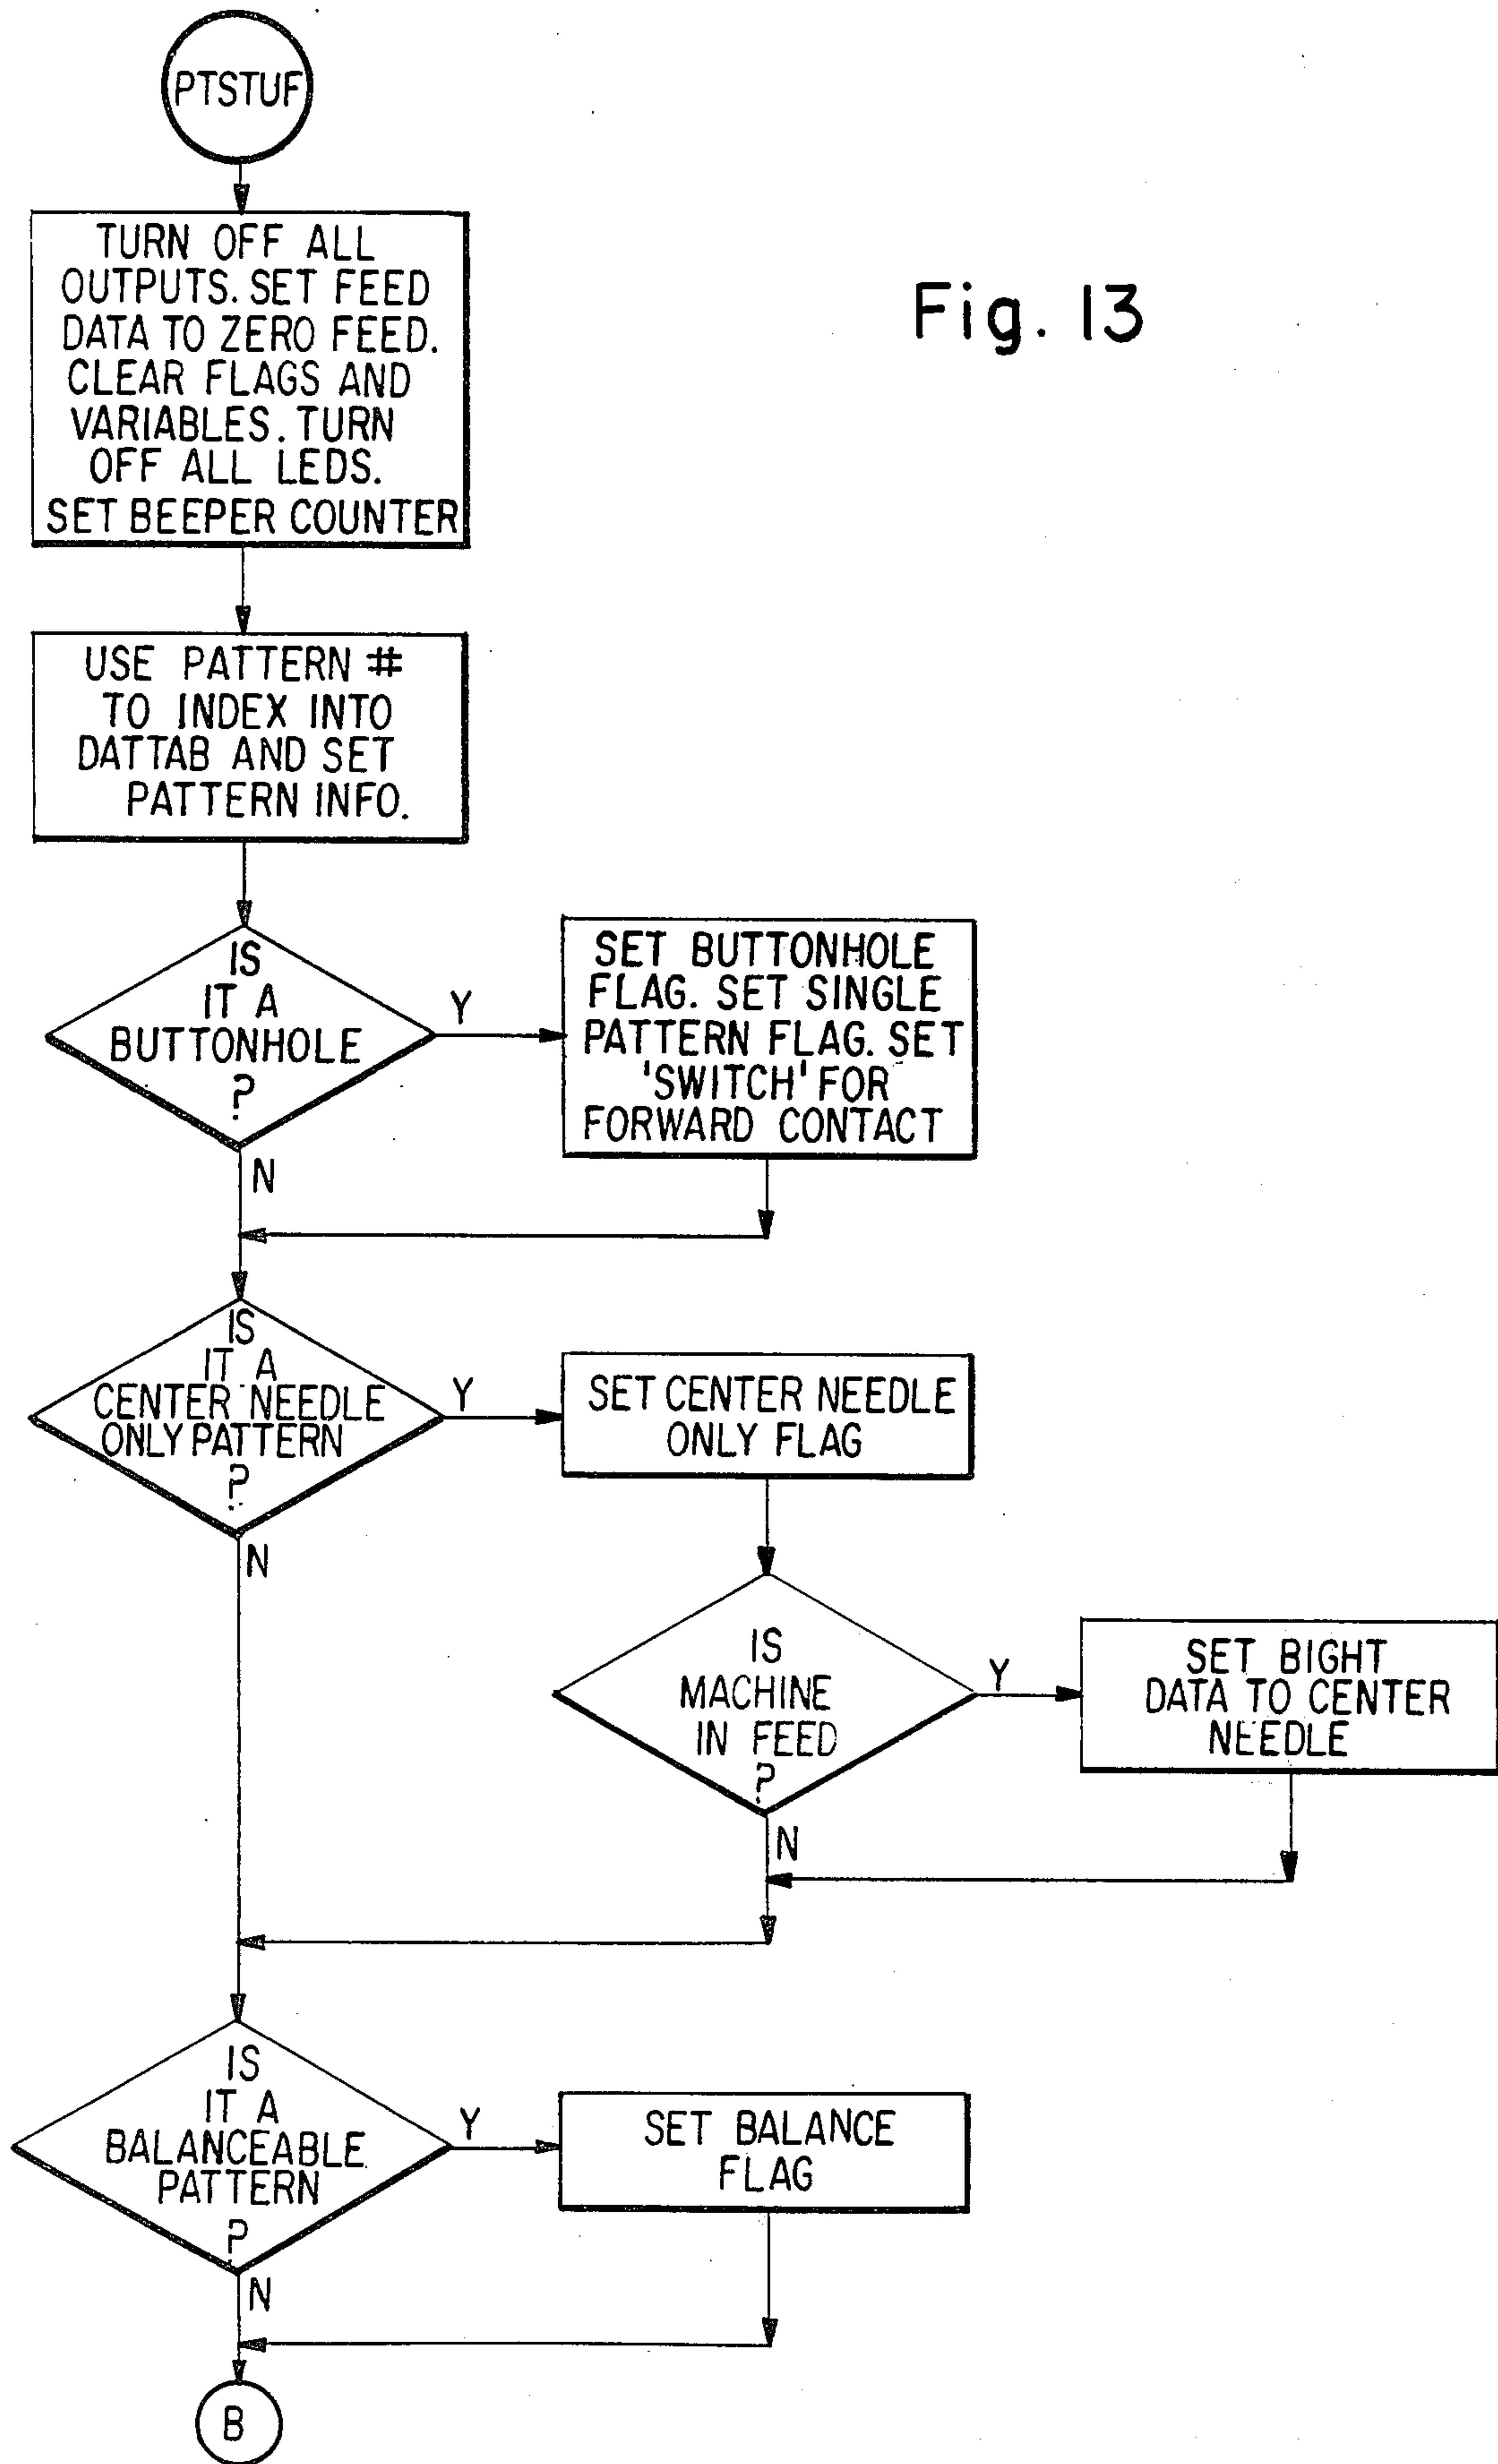 PTSTUF
TURN OFF ALL
OUTPUTS. SET FEED
DATA TO ZERO FEED.
CLEAR FLAGS AND
VARIABLES. TURN
OFF ALL LEDS.
SET BEEPER COUNTER
Fig. 13
USE PATTERN #
TO INDEX INTO
DATTAB AND SET
PATTERN INFO.
IS
IT A
BUTTONHOLE
?
Y
N
SET BUTTONHOLE
FLAG. SET SINGLE
PATTERN FLAG. SET
'SWITCH' FOR
FORWARD CONTACT
IS
IT A
CENTER NEEDLE
ONLY PATTERN
?
Y
N
SET CENTER NEEDLE
ONLY FLAG
IS
MACHINE
IN FEED
?
Y
N
SET BIGHT
DATA TO CENTER
NEEDLE
IS
IT A
BALANCEABLE
PATTERN
?
Y
N
SET BALANCE
FLAG
B